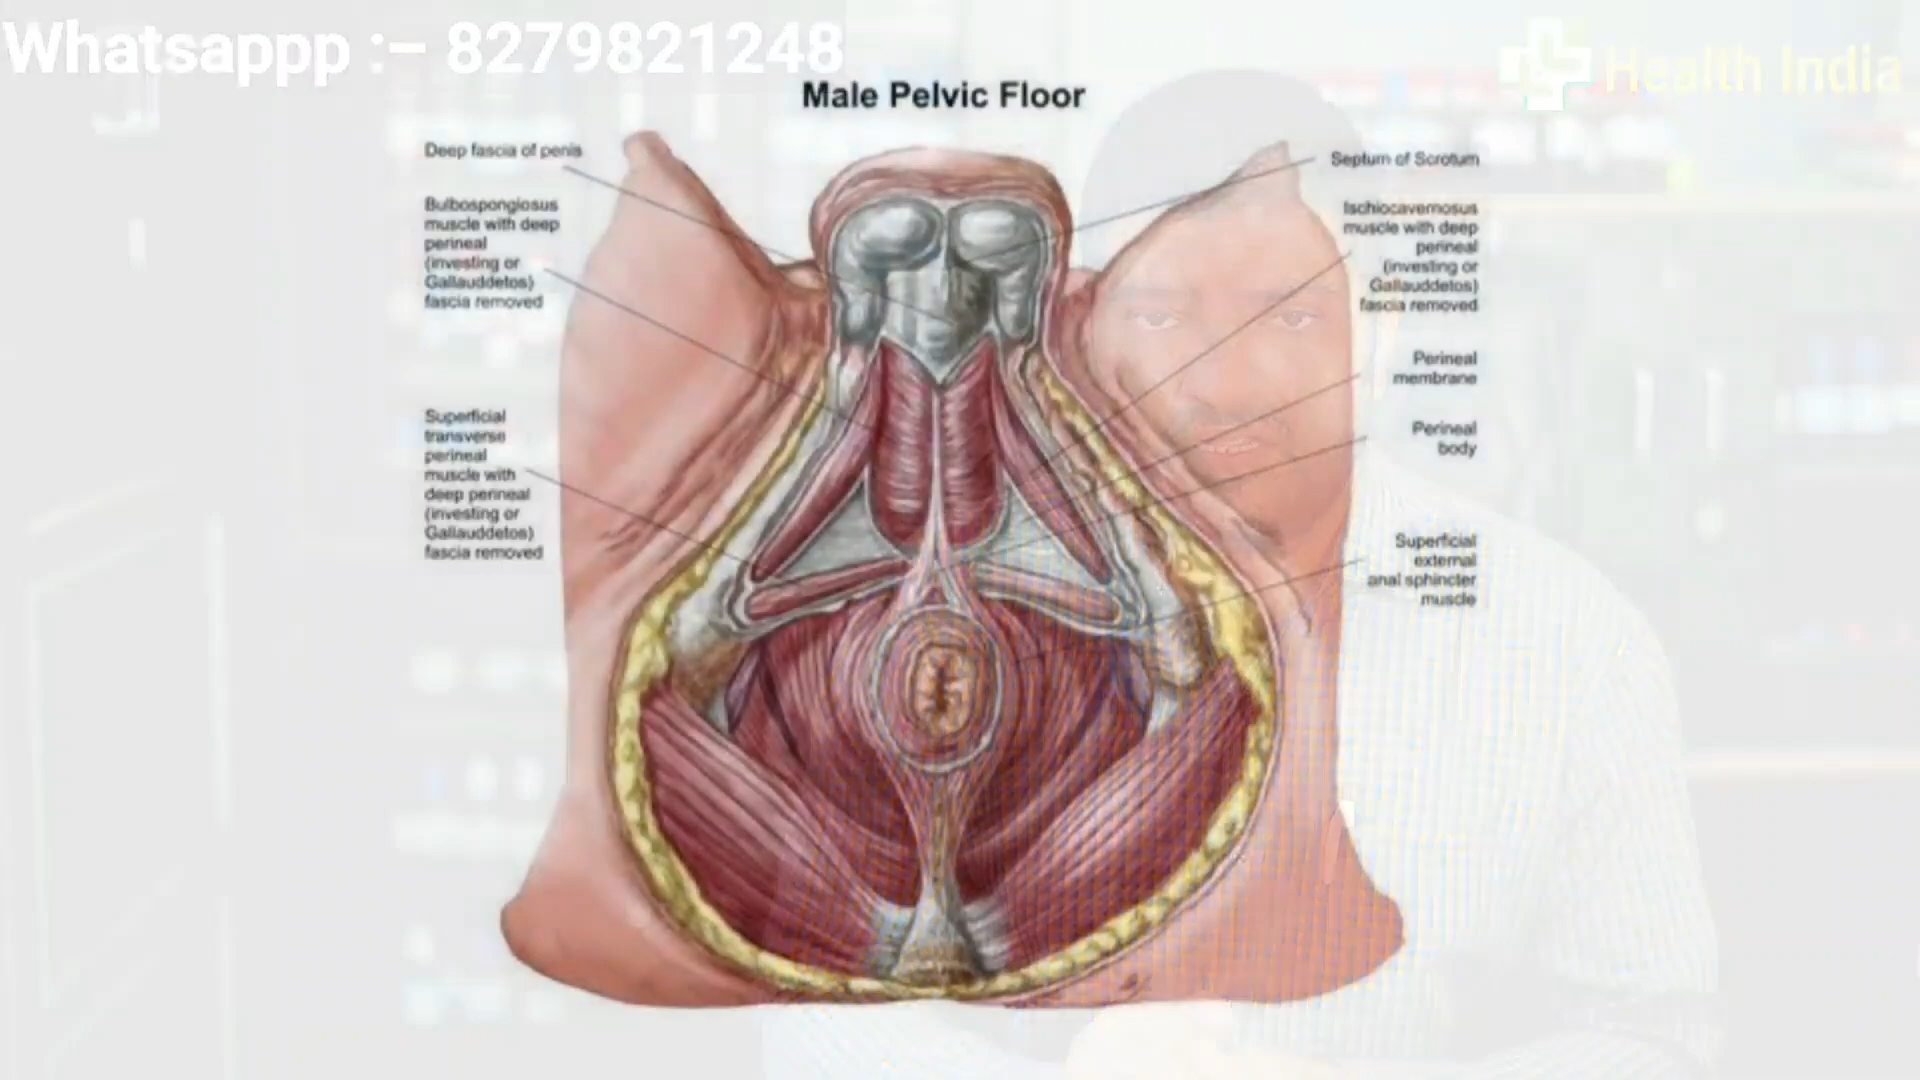 Whatsappp :– 8279821248
Health India
Male Pelvic Floor
Deep fascia of penis
Bulbospongiosus
muscle with deep
perineal
(investing or
Gallauddetos)
fascia removed
Superficial
transverse
perineal
muscle with
deep perineal
(investing or
Gallauddetos)
fascia removed
Septum of Scrotum
Ischiocavernosus
muscle with deep
perineal
(investing or
Gallauddetos)
fascia removed
Perineal
membrane
Perineal
body
Superficial
external
anal sphincter
muscle